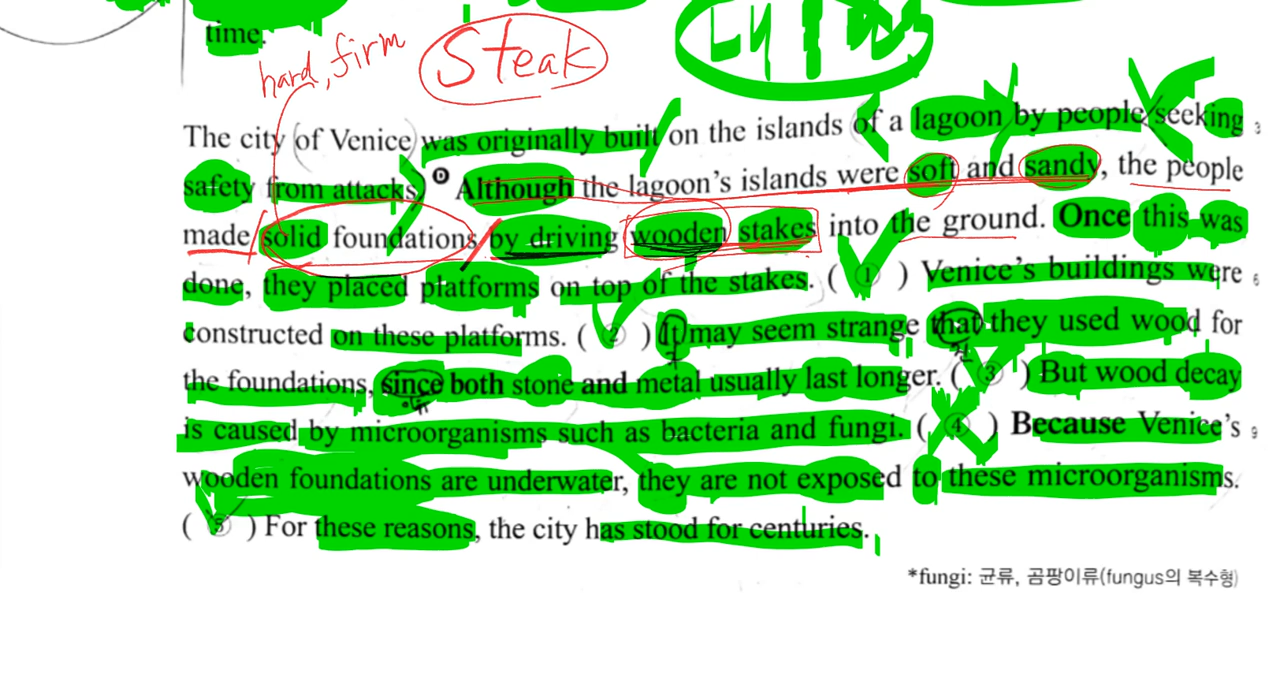 time.
hard, firm
Steak
The city of Venice was originally built on the islands of a lagoon by people seeking 3
safety from attacks. ❶ Although the lagoon's islands were soft and sandy, the people
made solid foundations by driving wooden stakes into the ground. Once this was
done, they placed platforms on top of the stakes. ( ① ) Venice's buildings were 6
constructed on these platforms. ( ② ) It may seem strange that they used wood for
the foundations, since both stone and metal usually last longer. ( ③ ) But wood decay
is caused by microorganisms such as bacteria and fungi. ( ④ ) Because Venice's 9
wooden foundations are underwater, they are not exposed to these microorganisms.
( ⑤ ) For these reasons, the city has stood for centuries.
*fungi: 균류, 곰팡이류(fungus의 복수형)